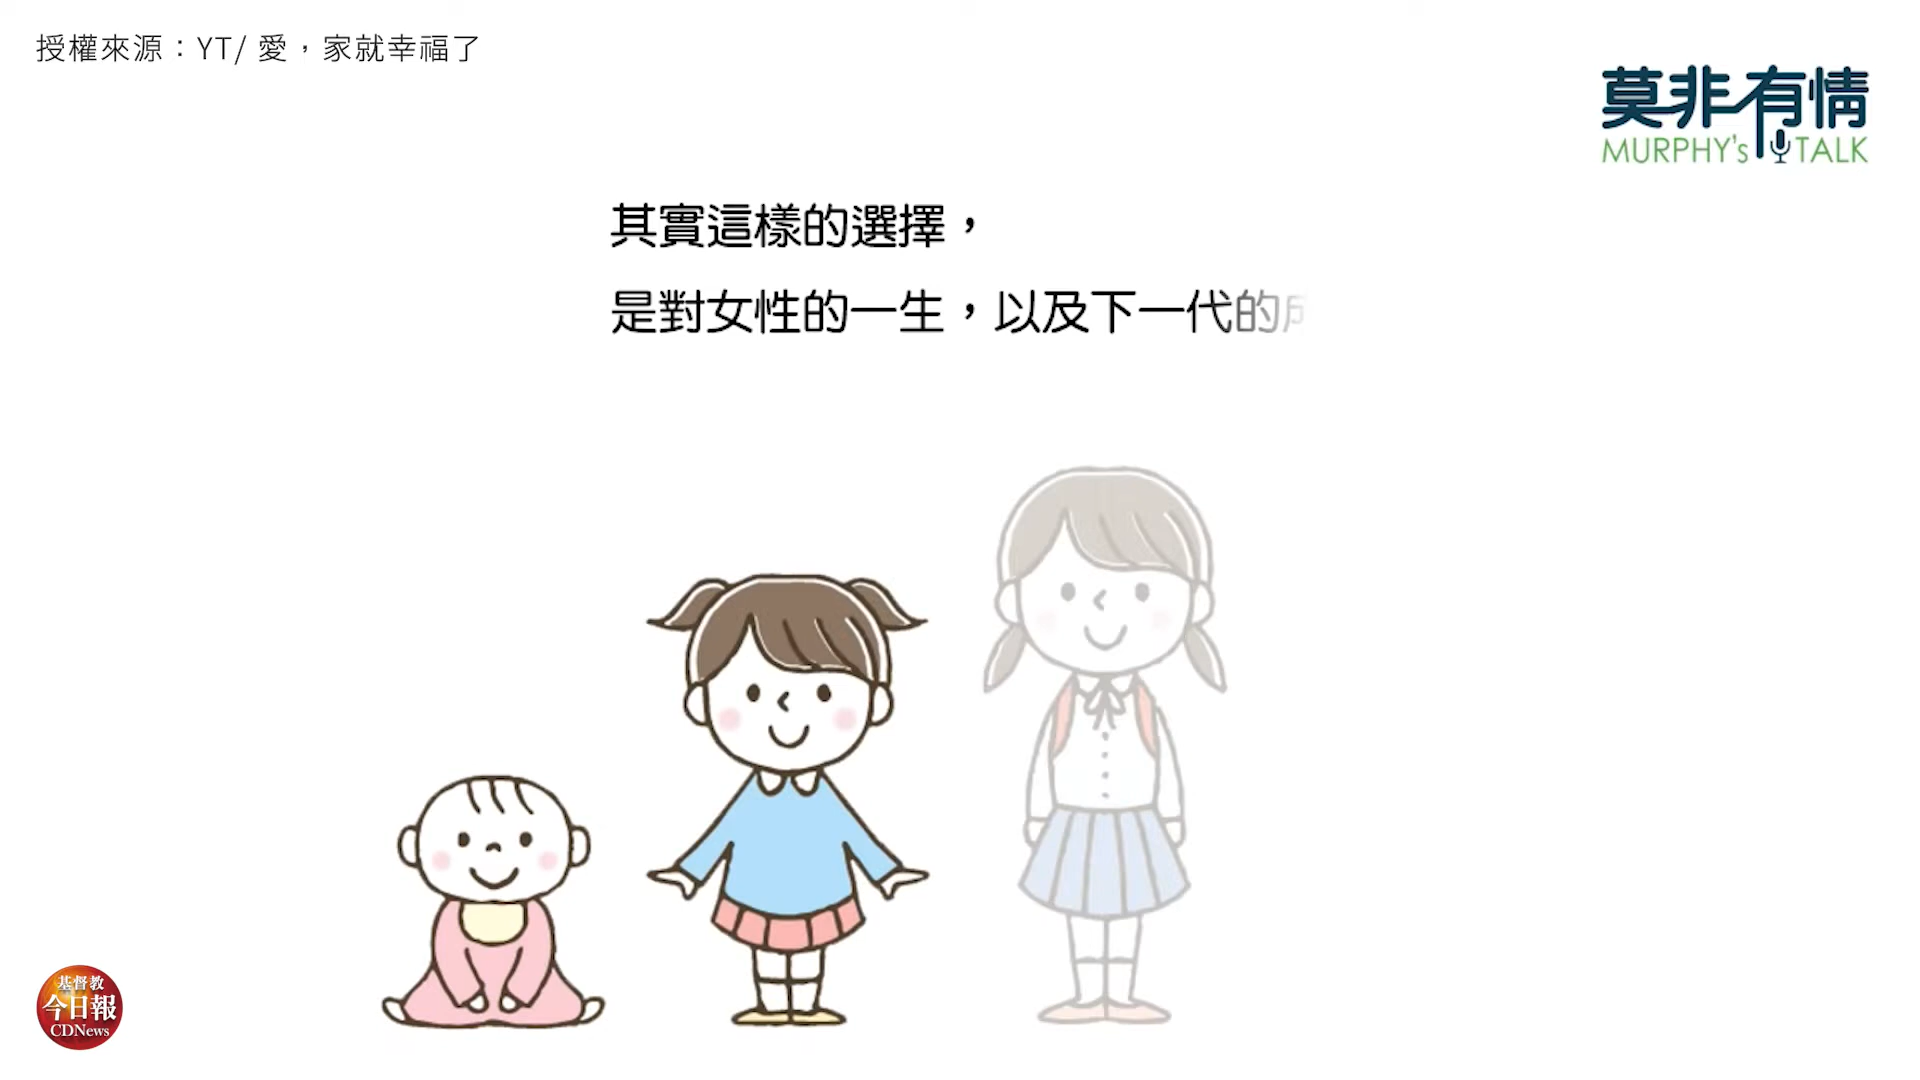 授權來源：YT/ 愛，家就幸福了
莫非有情
MURPHY's TALK
其實這樣的選擇，
是對女性的一生，以及下一代的
基督教
今日報
CDNews